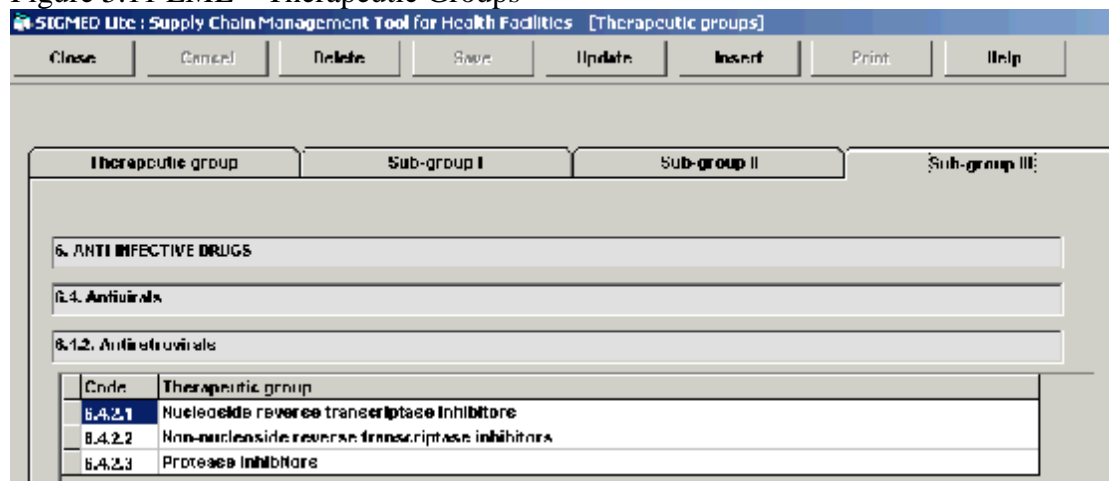 SIGMED Lite : Supply Chain Management Tool for Health Facilities [Therapeutic groups]
Close Cancel Delete Save Update Insert Print Help
Therapeutic group Sub-group I Sub-group II Sub-group III
6. ANTI INFECTIVE DRUGS
6.4. Antivirals
6.4.2. Antiretrovirals
Code Therapeutic group
6.4.2.1 Nucleoside reverse transcriptase inhibitors
6.4.2.2 Non-nucleoside reverse transcriptase inhibitors
6.4.2.3 Protease inhibitors